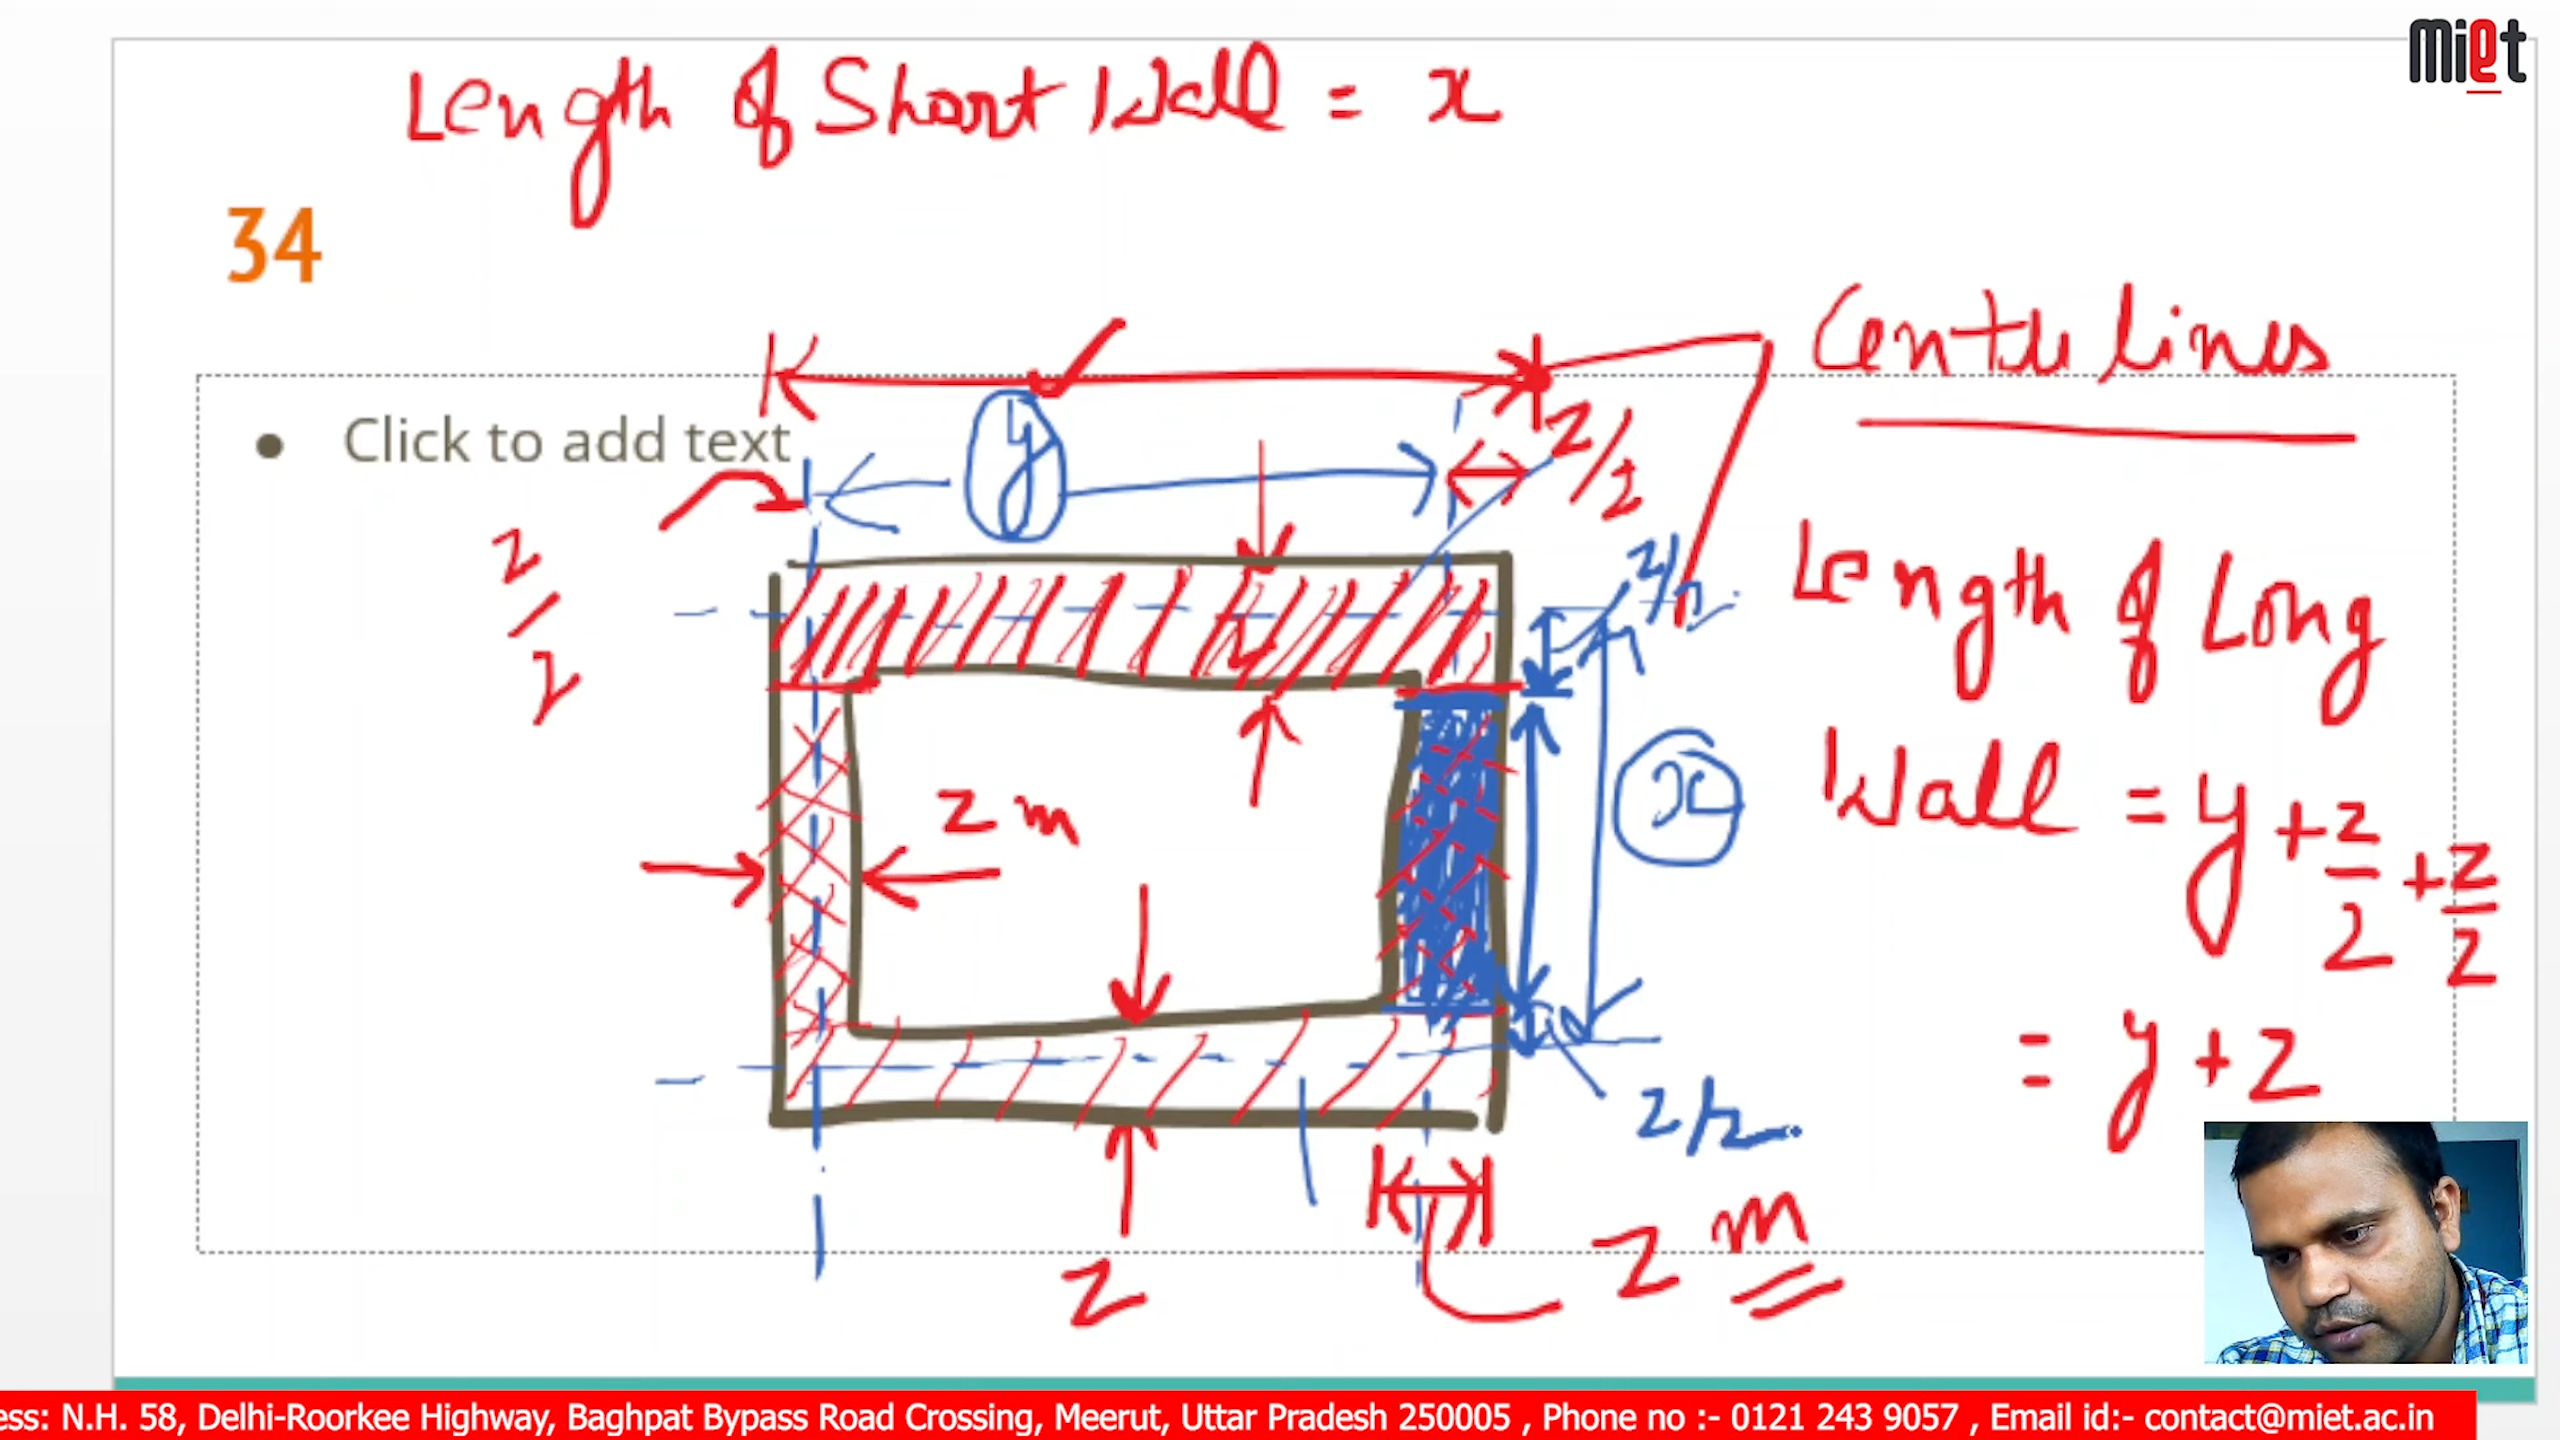 miet
Length of Short Wall = x
34
Centre lines
y
z/2
• Click to add text
z/2
z/2
Length of Long
Wall = y + z/2 + z/2
= y + z
z m
x
z/2
z m
z
ess: N.H. 58, Delhi-Roorkee Highway, Baghpat Bypass Road Crossing, Meerut, Uttar Pradesh 250005 , Phone no :- 0121 243 9057 , Email id:- contact@miet.ac.in